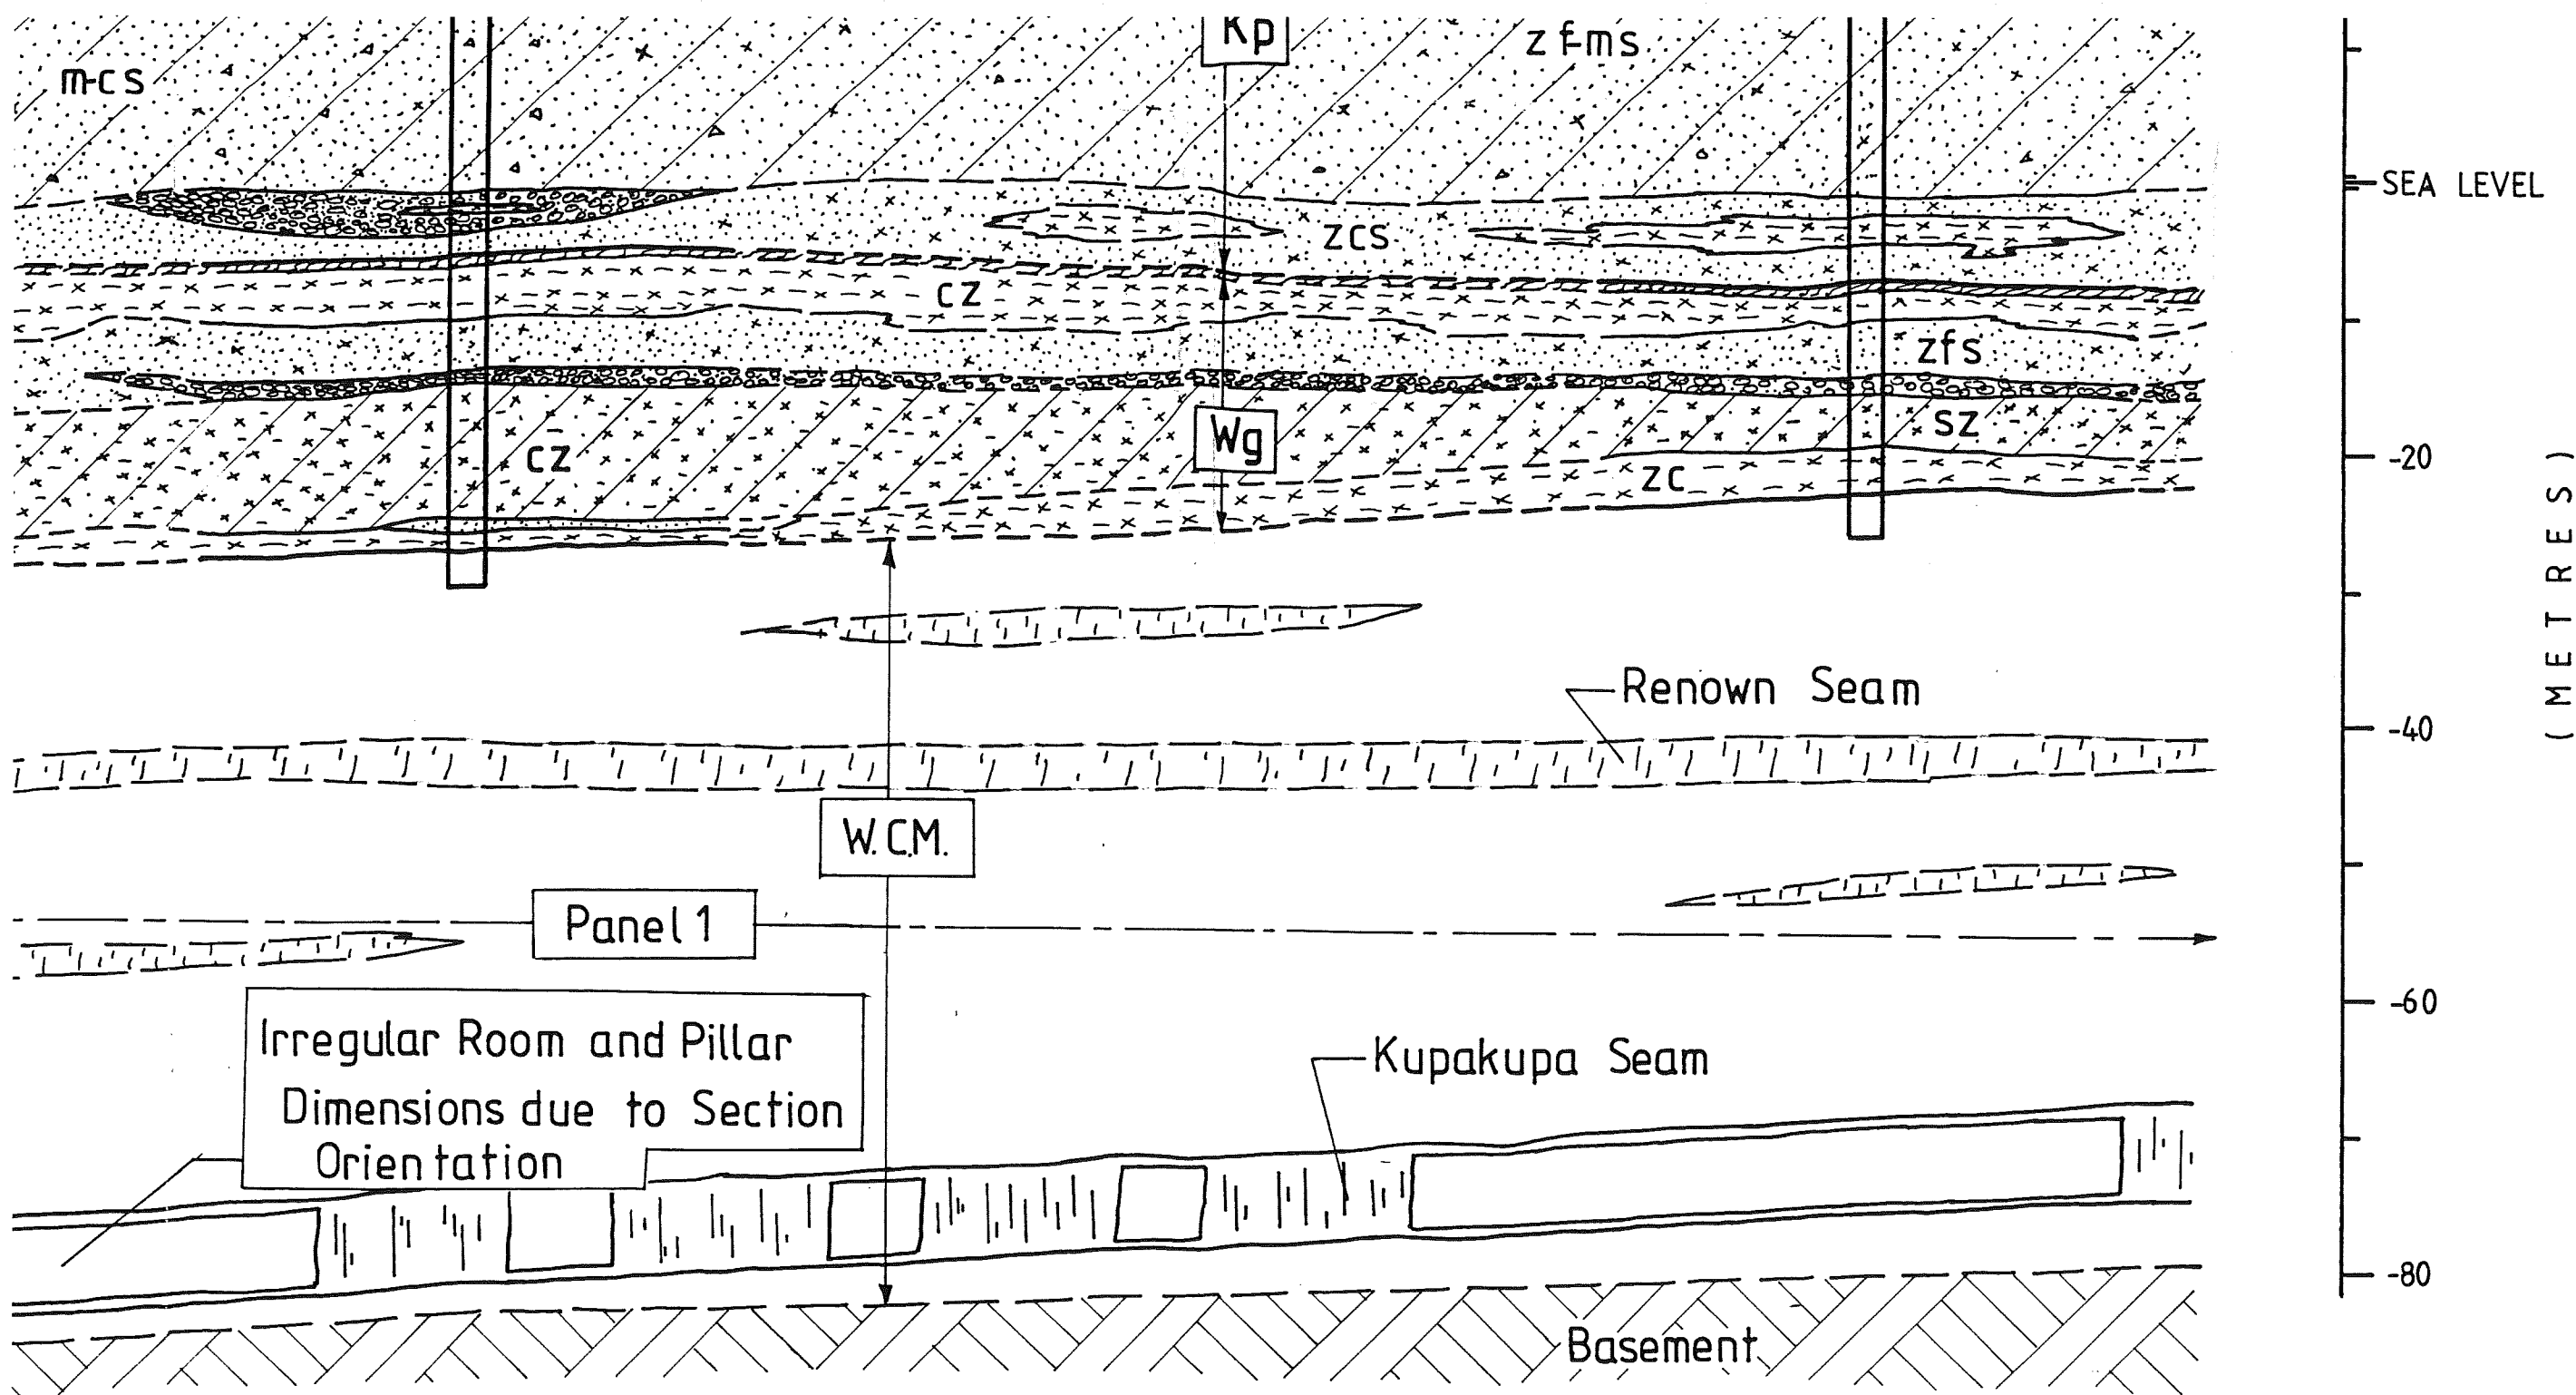 Kp
z f-ms
m-cs
SEA LEVEL
zcs
cz
zfs
Wg
sz
cz
zc
-20
(METRES)
Renown Seam
-40
W.C.M.
Panel 1
-60
Irregular Room and Pillar
Dimensions due to Section
Orientation
Kupakupa Seam
-80
Basement